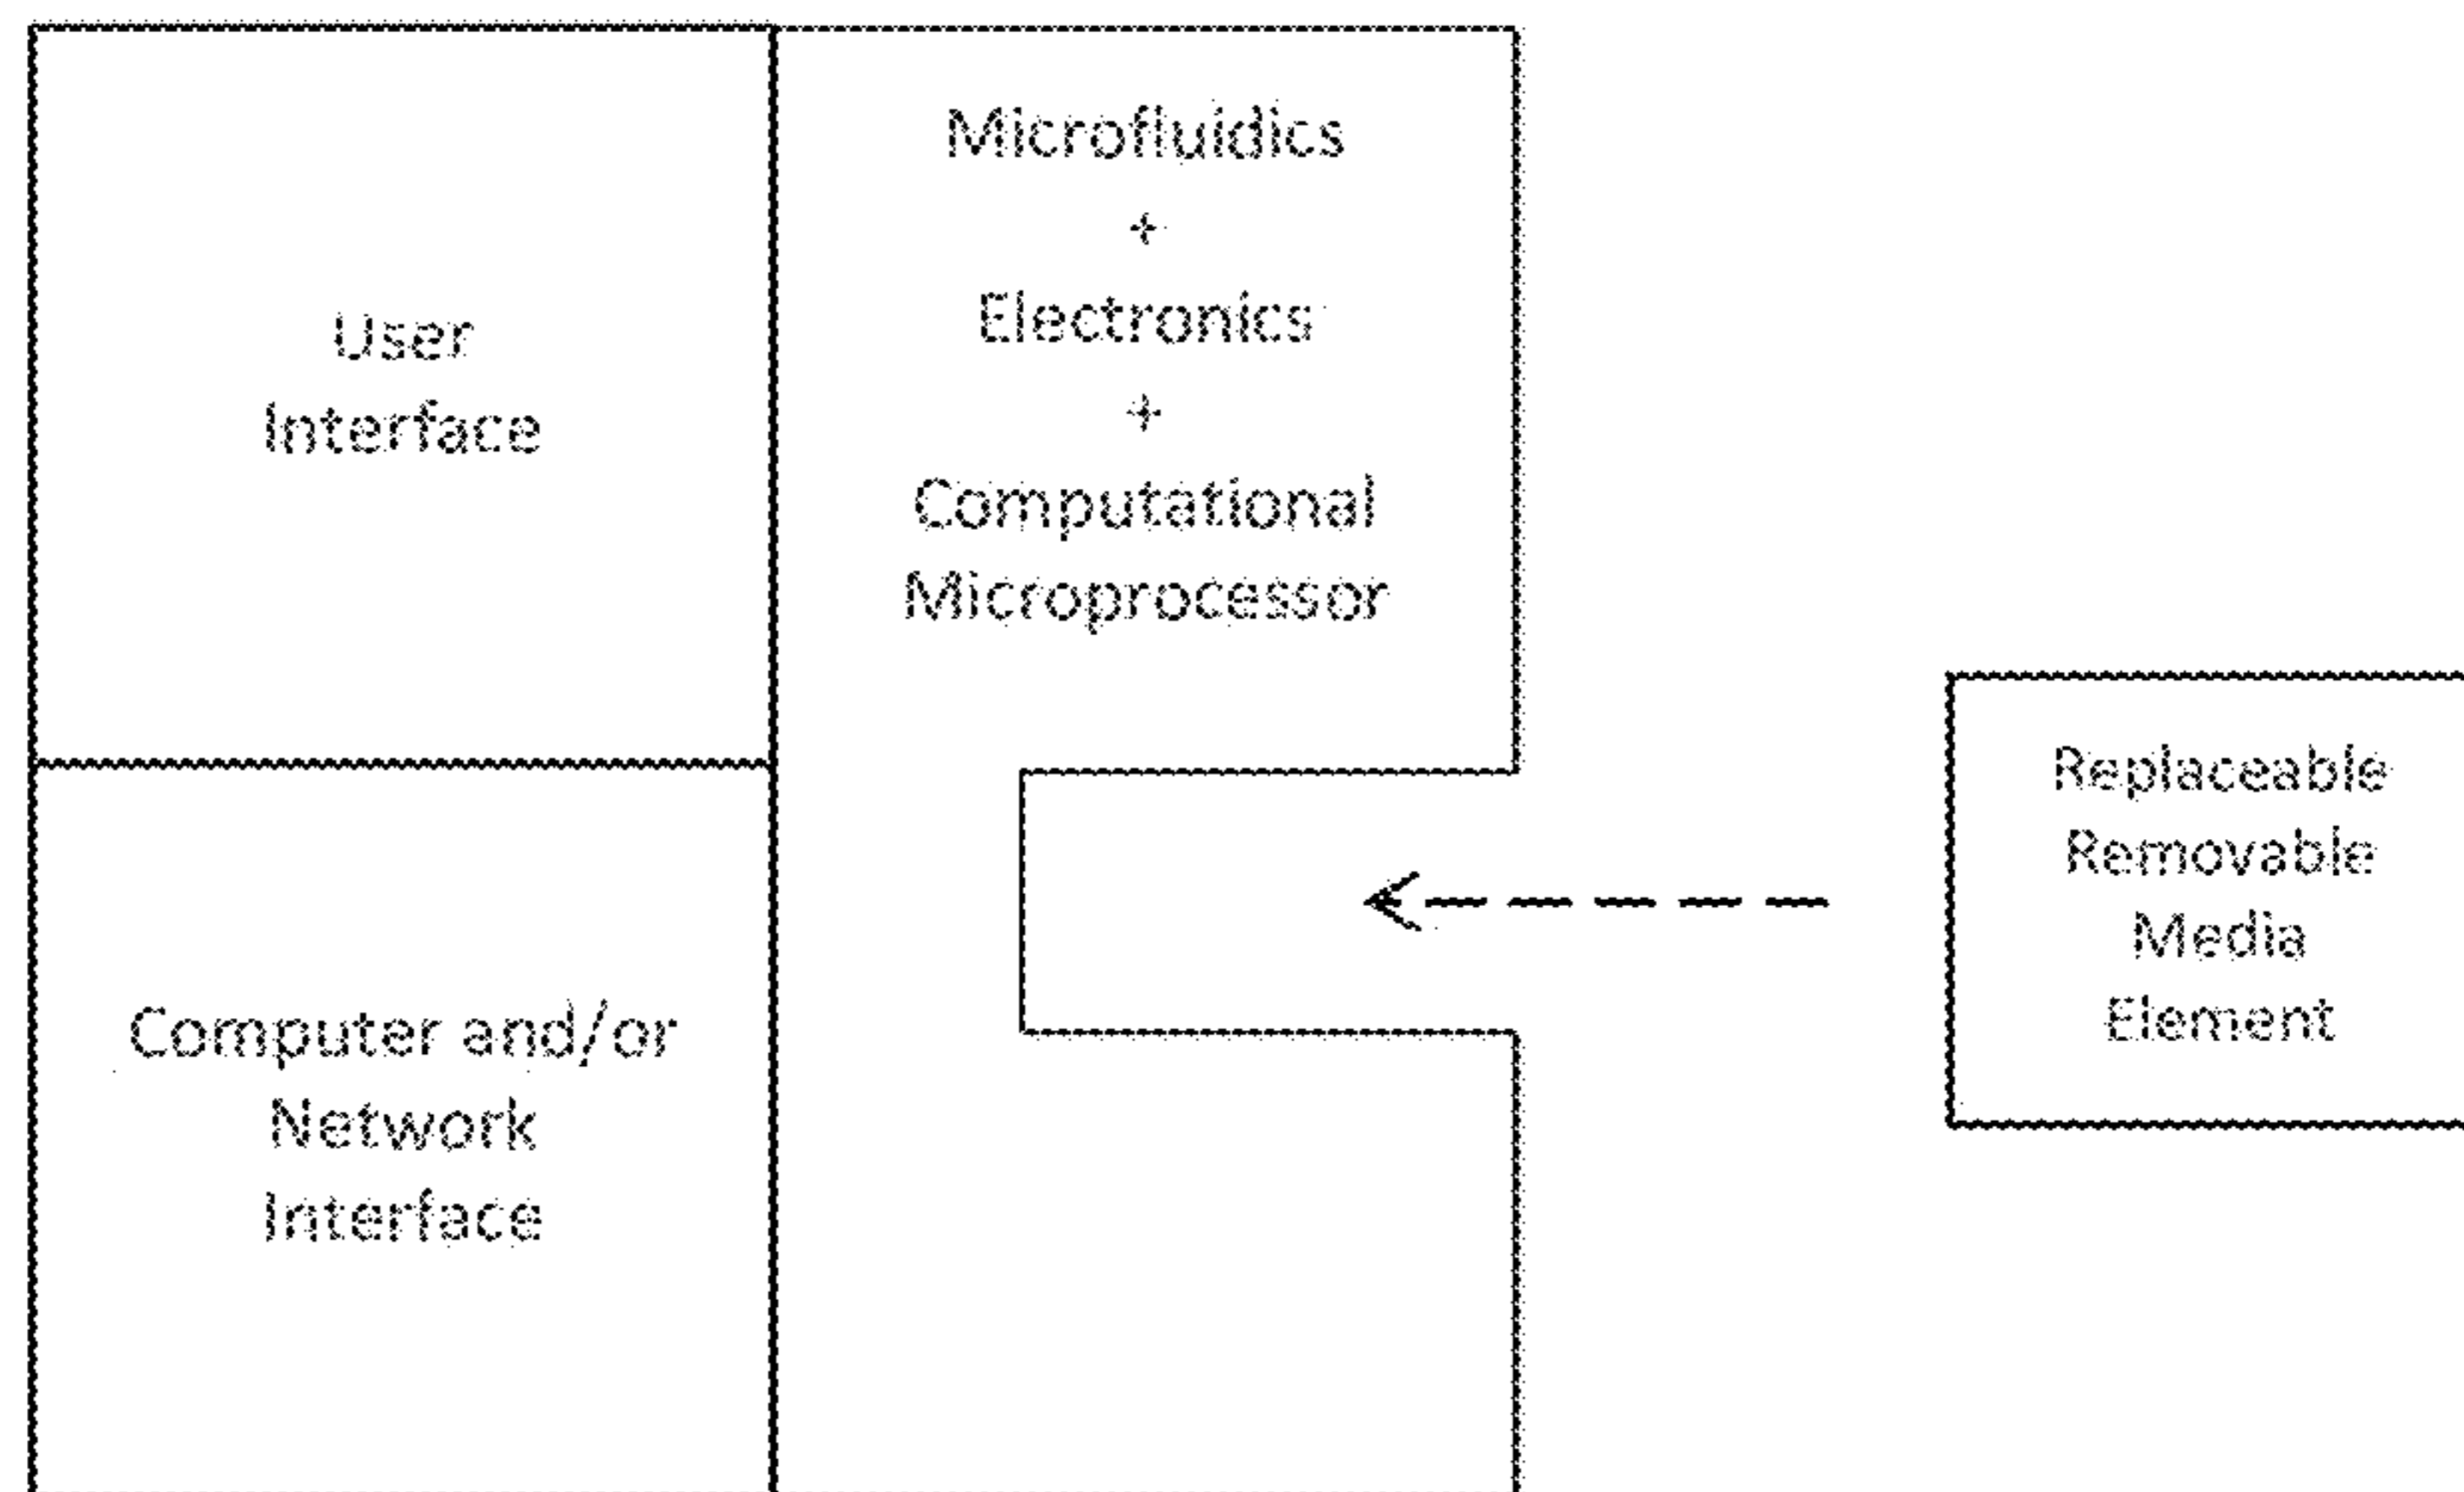 User
Interface
Microfluidics
+
Electronics
+
Computational
Microprocessor
Computer and/or
Network
Interface
Replaceable
Removable
Media
Element